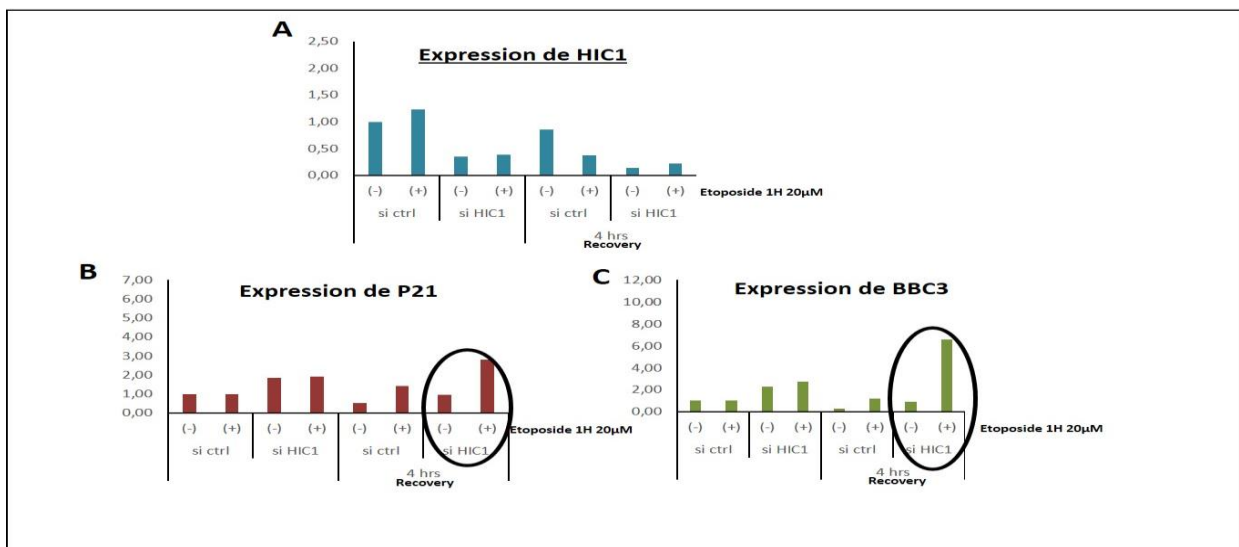 A
Expression de HIC1
2,50
2,00
1,50
1,00
0,50
0,00
(-) (+) (-) (+) (-) (+) (-) (+) Etoposide 1H 20µM
si ctrl si HIC1 si ctrl si HIC1
4 hrs
Recovery
B
Expression de P21
7,00
6,00
5,00
4,00
3,00
2,00
1,00
0,00
(-) (+) (-) (+) (-) (+) (-) (+) Etoposide 1H 20µM
si ctrl si HIC1 si ctrl si HIC1
4 hrs
Recovery
C
Expression de BBC3
12,00
10,00
8,00
6,00
4,00
2,00
0,00
(-) (+) (-) (+) (-) (+) (-) (+) Etoposide 1H 20µM
si ctrl si HIC1 si ctrl si HIC1
4 hrs
Recovery